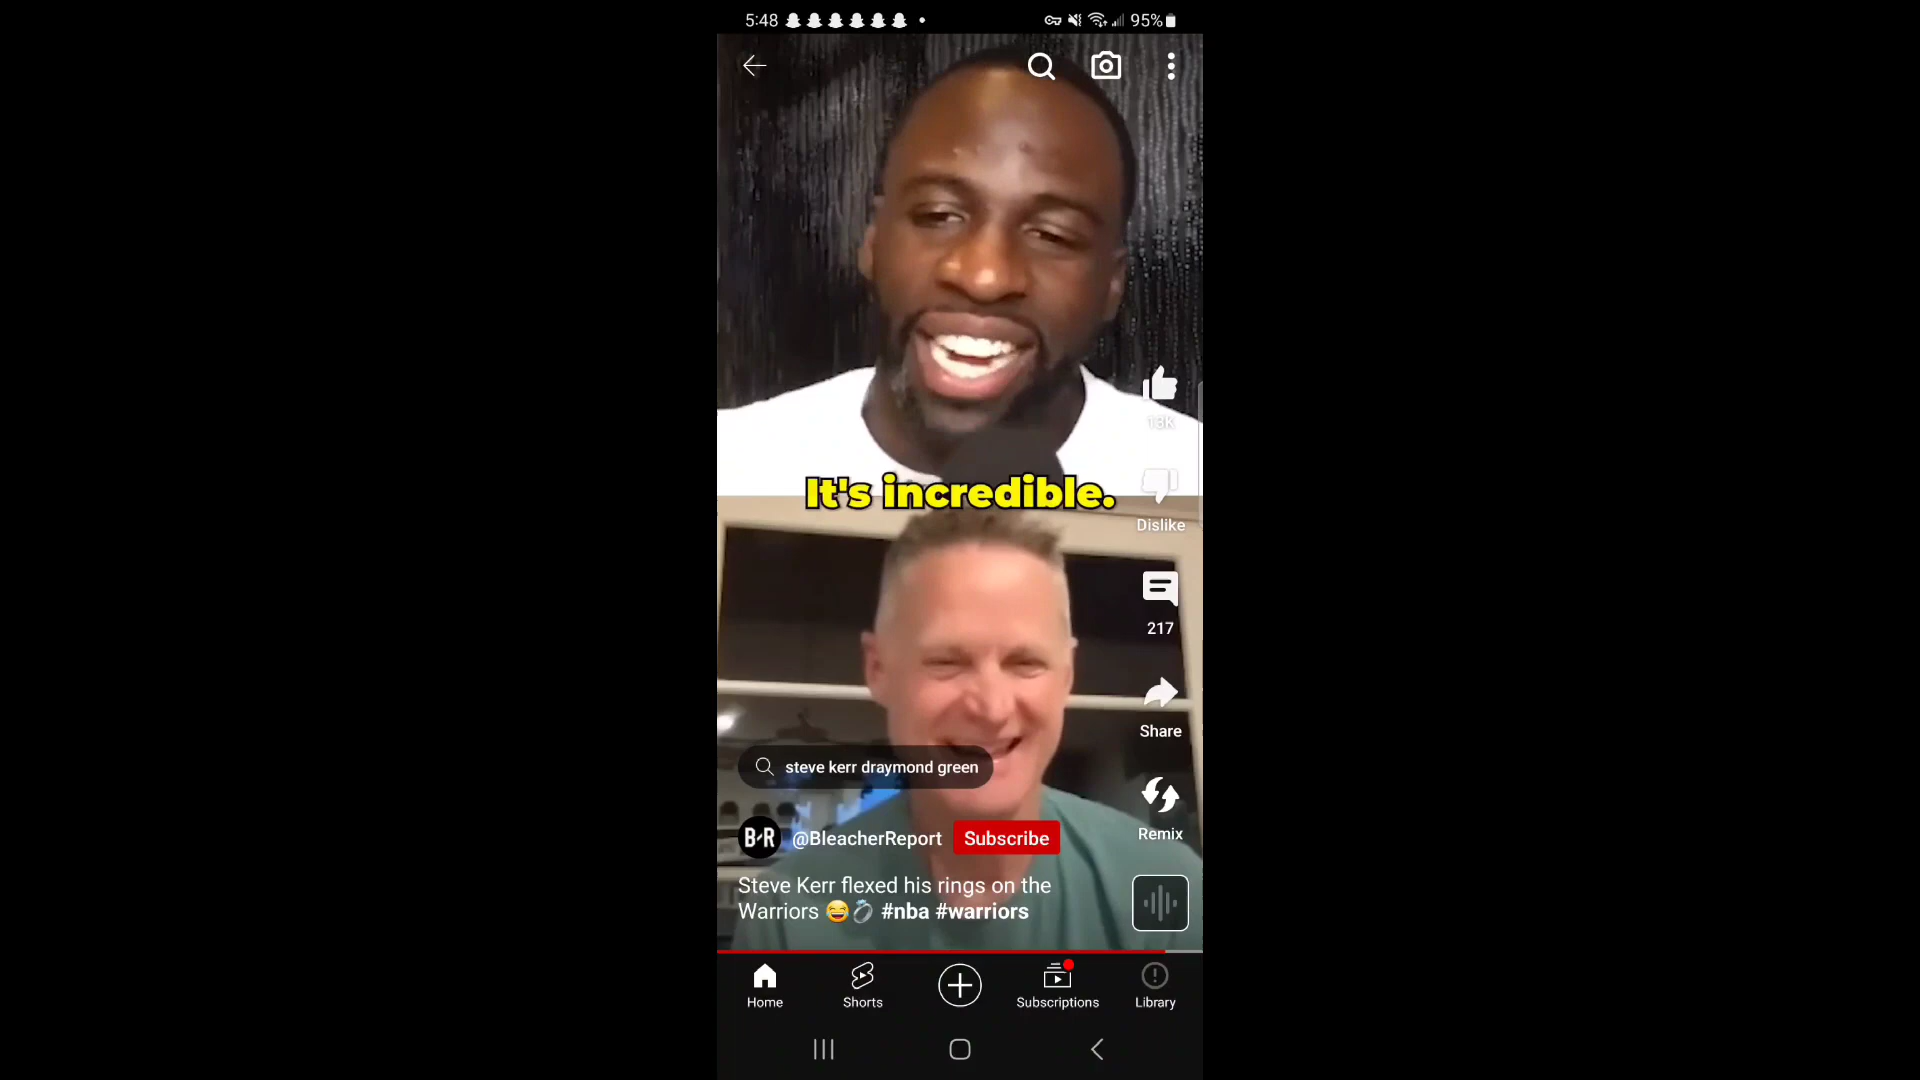 5:48
95%
13K
It's incredible.
Dislike
217
Share
steve kerr draymond green
Remix
B/R @BleacherReport Subscribe
Steve Kerr flexed his rings on the
Warriors 😂💍 #nba #warriors
Home Shorts Subscriptions Library